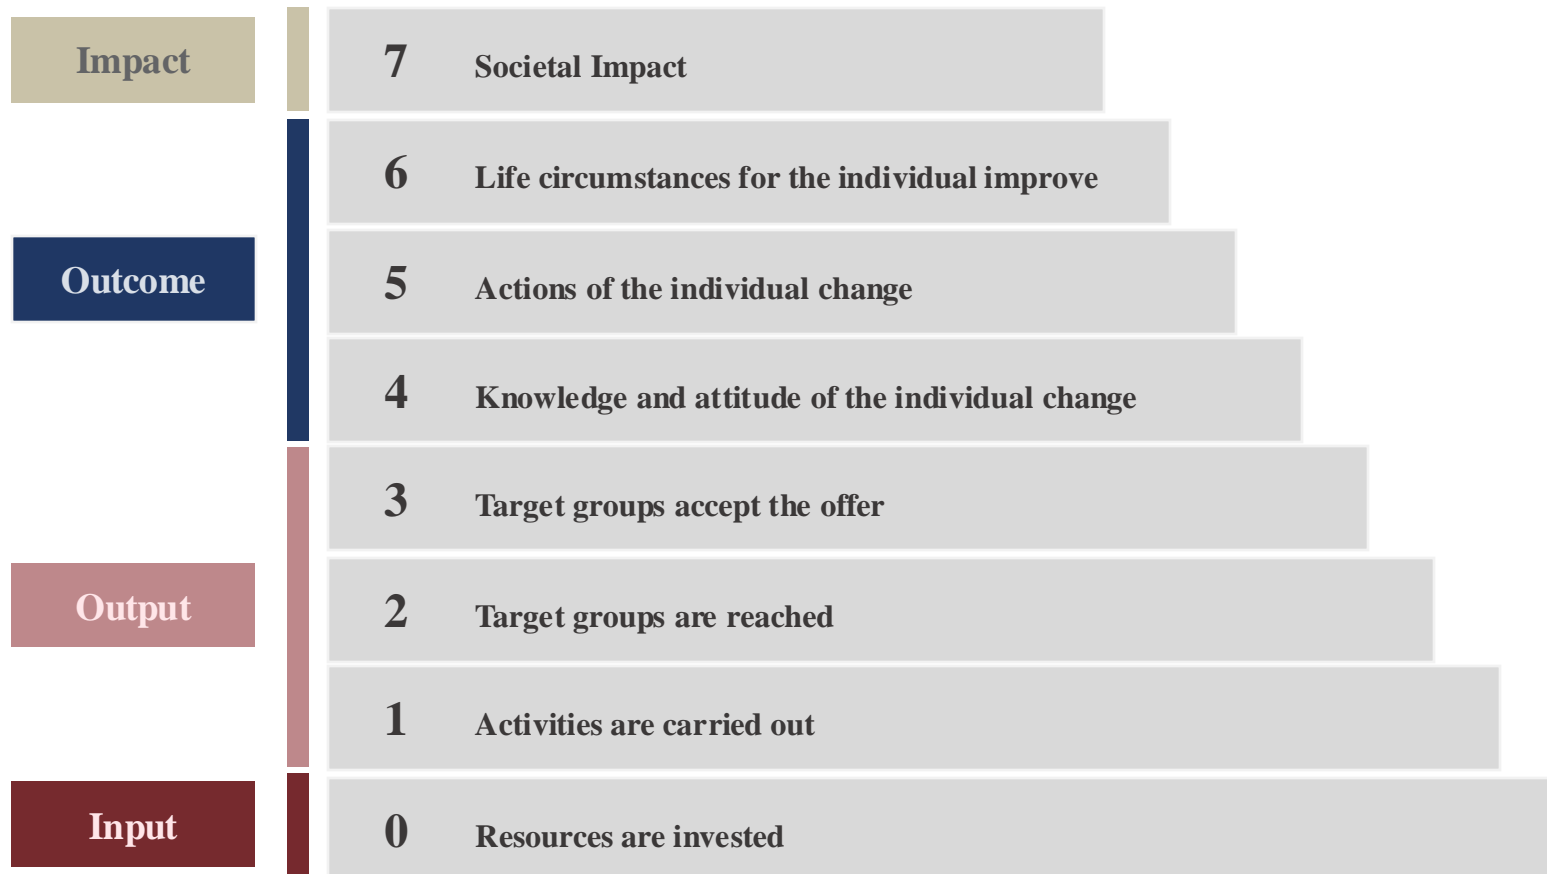 Impact
7 Societal Impact
6 Life circumstances for the individual improve
Outcome
5 Actions of the individual change
4 Knowledge and attitude of the individual change
3 Target groups accept the offer
Output
2 Target groups are reached
1 Activities are carried out
Input
0 Resources are invested